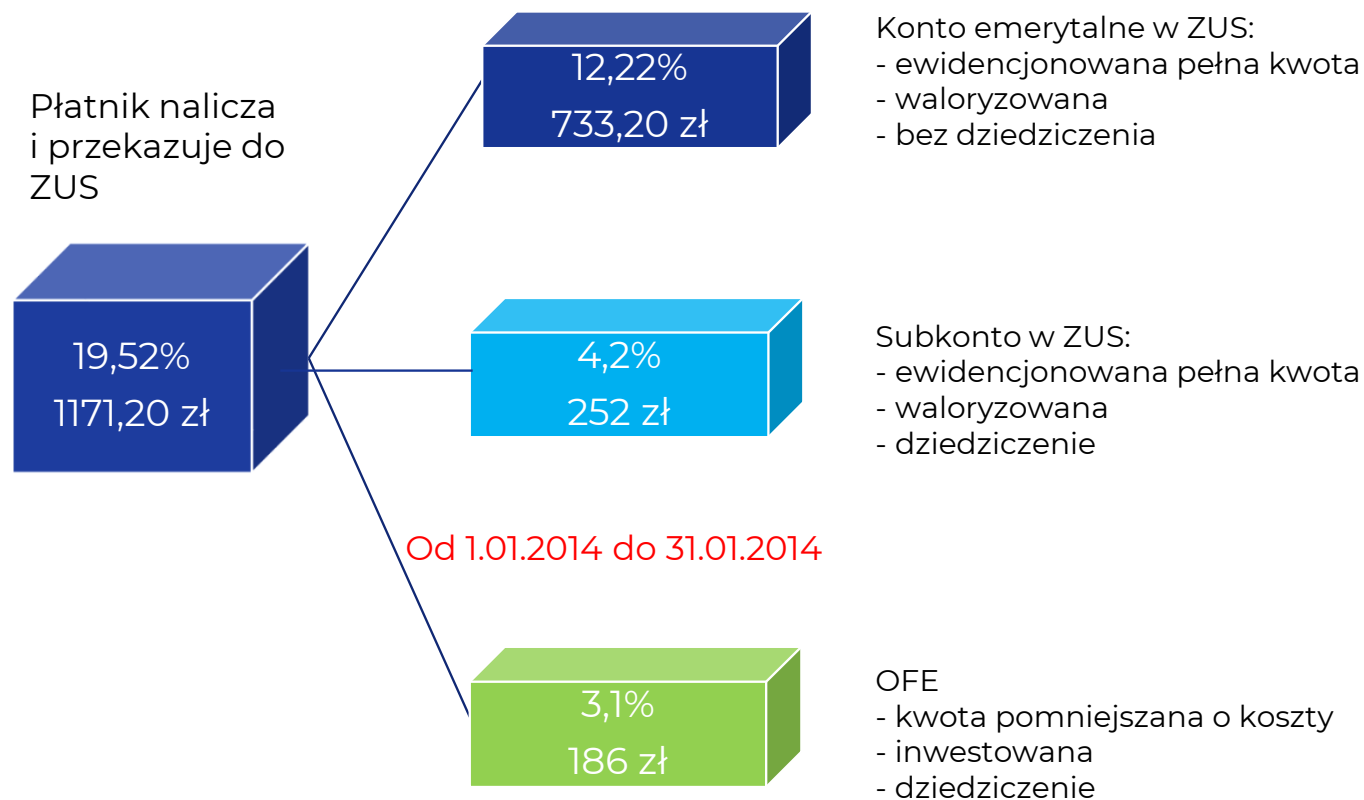 Płatnik nalicza
i przekazuje do
ZUS
19,52%
1171,20 zł
12,22%
733,20 zł
Konto emerytalne w ZUS:
- ewidencjonowana pełna kwota
- waloryzowana
- bez dziedziczenia
4,2%
252 zł
Subkonto w ZUS:
- ewidencjonowana pełna kwota
- waloryzowana
- dziedziczenie
Od 1.01.2014 do 31.01.2014
3,1%
186 zł
OFE
- kwota pomniejszana o koszty
- inwestowana
- dziedziczenie